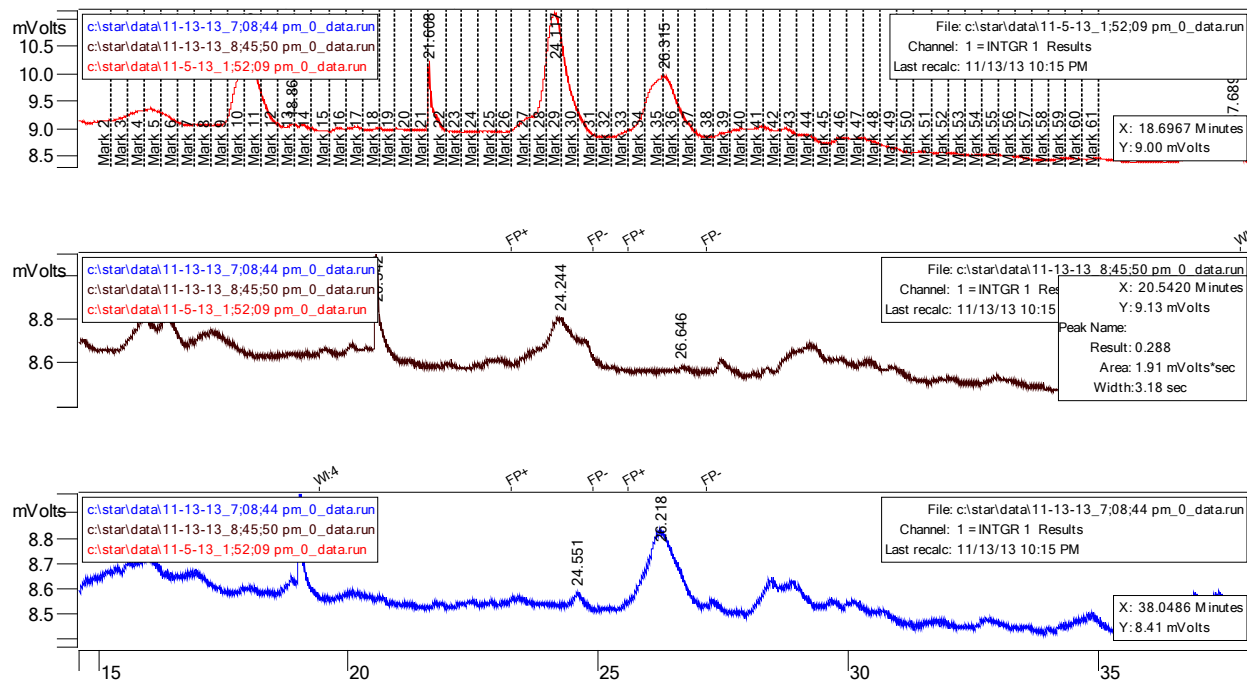 mVolts
10.5
10.0
9.5
9.0
8.5
c:\star\data\11-13-13_7;08;44 pm_0_data.run
c:\star\data\11-13-13_8;45;50 pm_0_data.run
c:\star\data\11-5-13_1;52;09 pm_0_data.run
18.86
21.608
24.117
26.315
7.689
File: c:\star\data\11-5-13_1;52;09 pm_0_data.run
Channel: 1 = INTGR 1 Results
Last recalc: 11/13/13 10:15 PM
X: 18.6967 Minutes
Y: 9.00 mVolts
Mark 2
Mark 3
Mark 4
Mark 5
Mark 6
Mark 7
Mark 8
Mark 9
Mark 10
Mark 11
Mark 12
Mark 13
Mark 14
Mark 15
Mark 16
Mark 17
Mark 18
Mark 19
Mark 20
Mark 21
Mark 22
Mark 23
Mark 24
Mark 25
Mark 26
Mark 27
Mark 28
Mark 29
Mark 30
Mark 31
Mark 32
Mark 33
Mark 34
Mark 35
Mark 36
Mark 37
Mark 38
Mark 39
Mark 40
Mark 41
Mark 42
Mark 43
Mark 44
Mark 45
Mark 46
Mark 47
Mark 48
Mark 49
Mark 50
Mark 51
Mark 52
Mark 53
Mark 54
Mark 55
Mark 56
Mark 57
Mark 58
Mark 59
Mark 60
Mark 61
FP+ FP- FP+ FP- WI
mVolts
8.8
8.6
c:\star\data\11-13-13_7;08;44 pm_0_data.run
c:\star\data\11-13-13_8;45;50 pm_0_data.run
c:\star\data\11-5-13_1;52;09 pm_0_data.run
24.244
26.646
File: c:\star\data\11-13-13_8;45;50 pm_0_data.run
Channel: 1 = INTGR 1 Res
Last recalc: 11/13/13 10:15
X: 20.5420 Minutes
Y: 9.13 mVolts
Peak Name:
Result: 0.288
Area: 1.91 mVolts*sec
Width:3.18 sec
WI:4 FP+ FP- FP+ FP-
mVolts
8.8
8.7
8.6
8.5
c:\star\data\11-13-13_7;08;44 pm_0_data.run
c:\star\data\11-13-13_8;45;50 pm_0_data.run
c:\star\data\11-5-13_1;52;09 pm_0_data.run
24.551
26.218
File: c:\star\data\11-13-13_7;08;44 pm_0_data.run
Channel: 1 = INTGR 1 Results
Last recalc: 11/13/13 10:15 PM
X: 38.0486 Minutes
Y: 8.41 mVolts
15 20 25 30 35